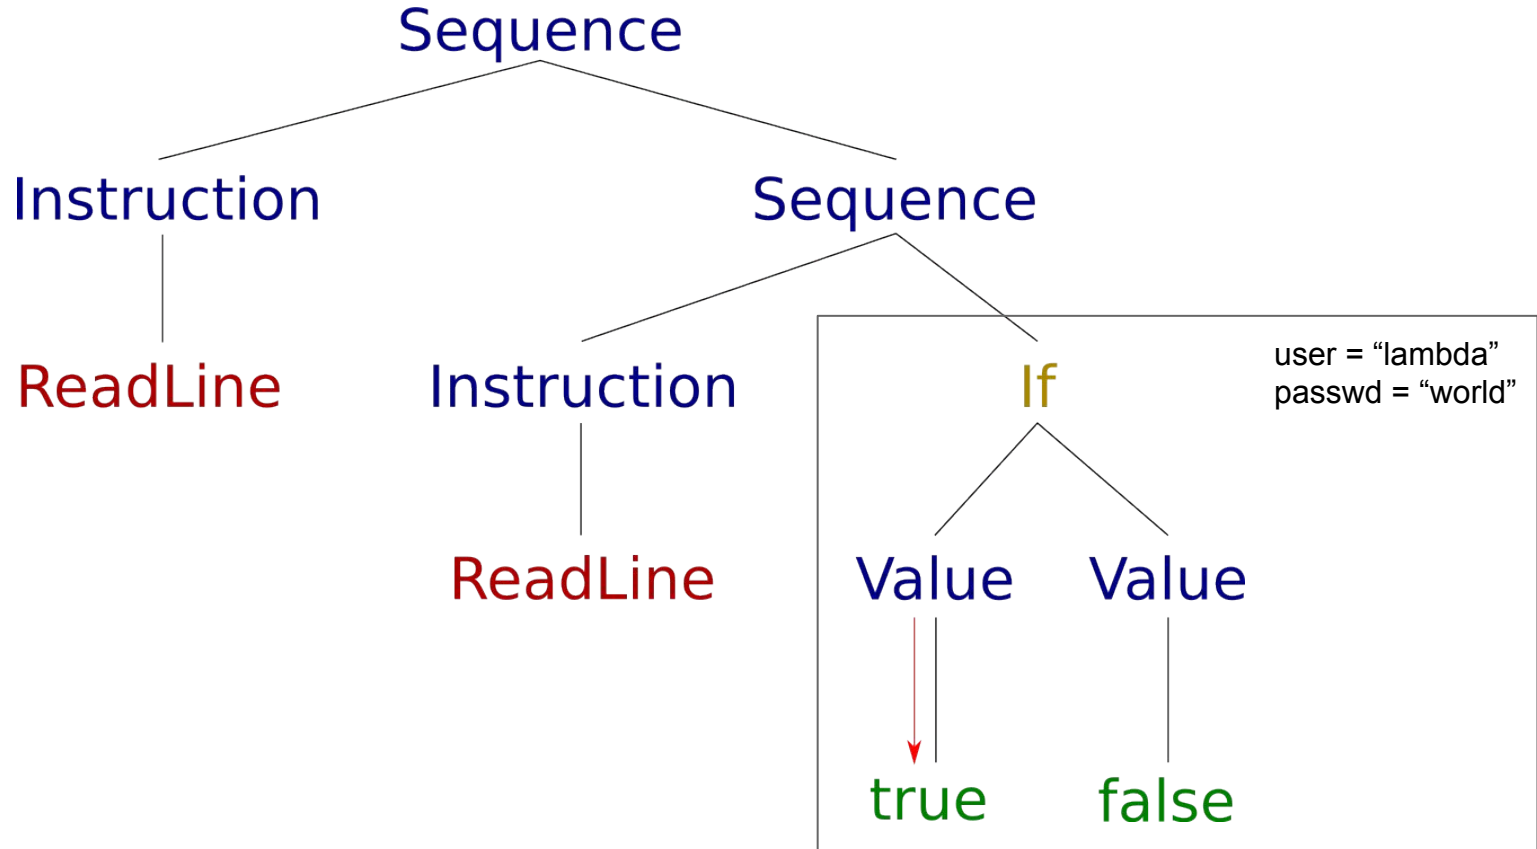 Sequence
Instruction
Sequence
ReadLine
Instruction
If
user = “lambda”
passwd = “world”
ReadLine
Value
Value
true
false